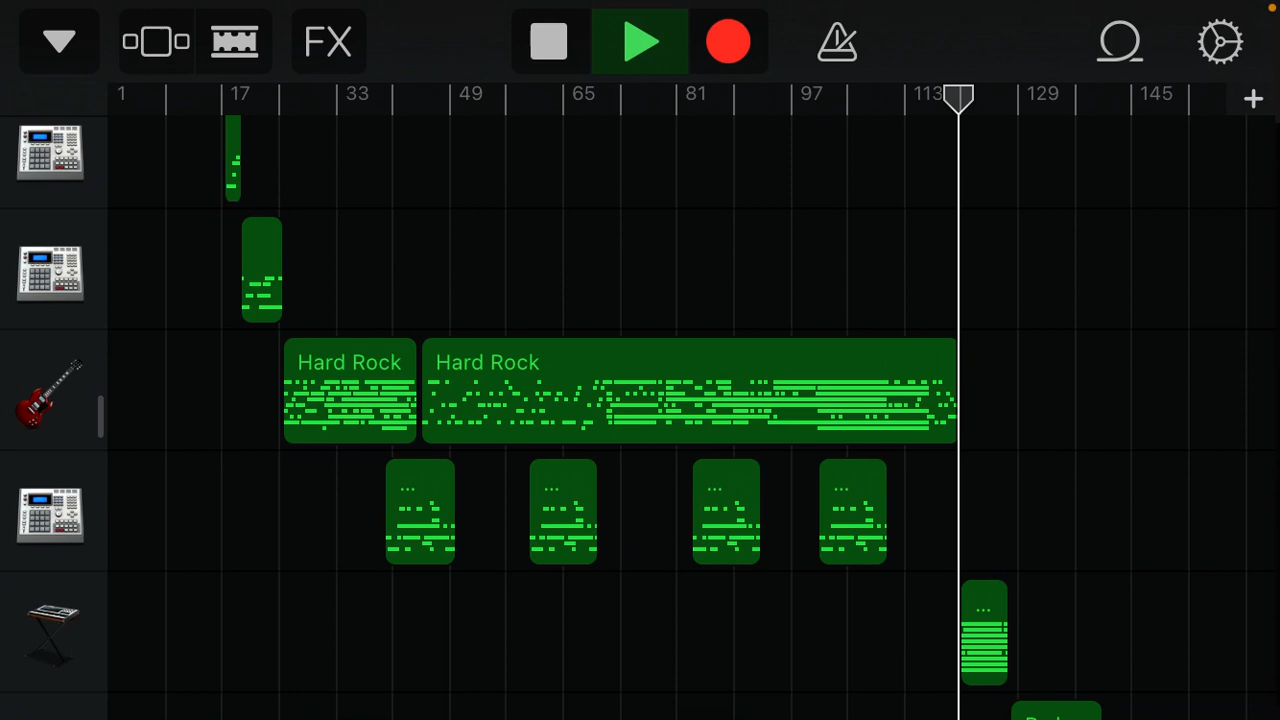 FX
1 17 33 49 65 81 97 113 129 145
Hard Rock Hard Rock
... ... ... ...
...